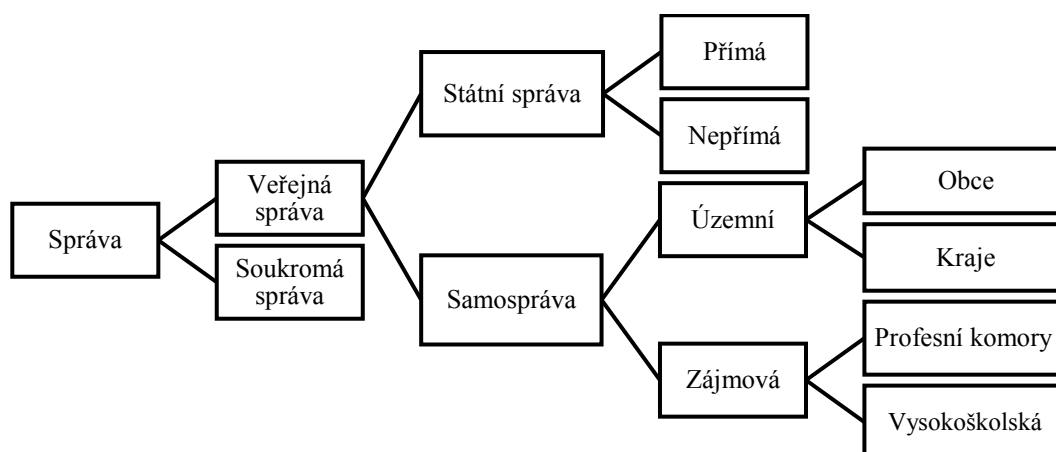 Správa
Veřejná
správa
Soukromá
správa
Státní správa
Samospráva
Přímá
Nepřímá
Územní
Zájmová
Obce
Kraje
Profesní komory
Vysokoškolská